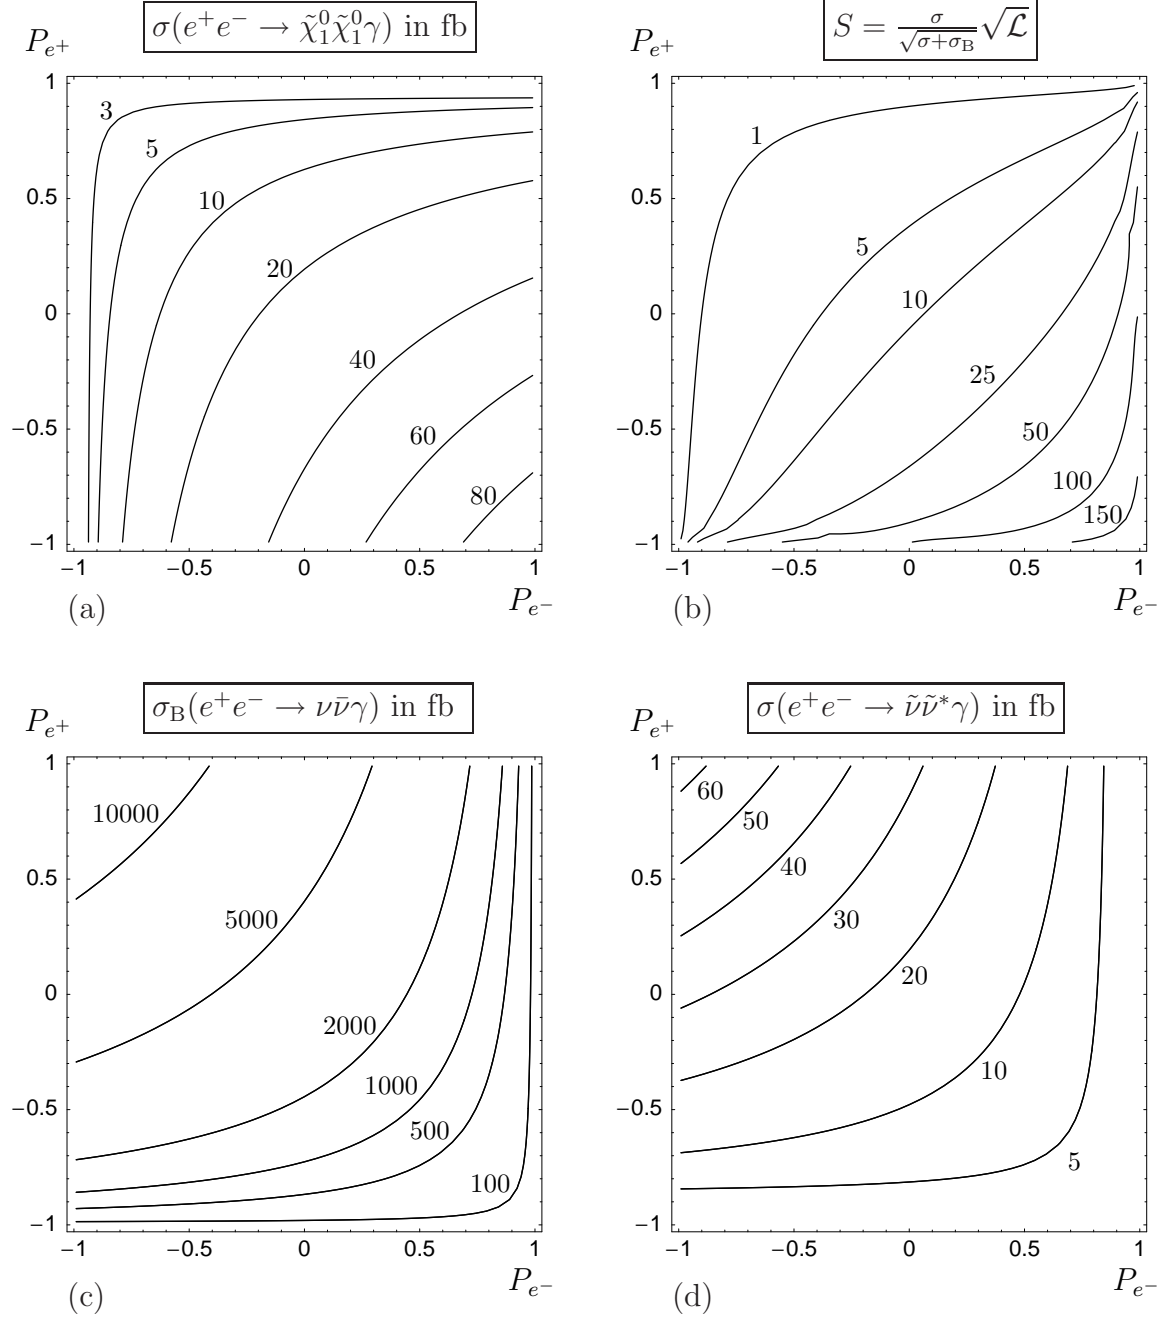 σ(e⁺e⁻ → χ̃₁⁰χ̃₁⁰γ) in fb
P_{e⁺}
1
0.5
0
−0.5
−1
3
5
10
20
40
60
80
−1 −0.5 0 0.5 1
(a)
P_{e⁻}
S = σ/√(σ+σ_B) √ℒ
P_{e⁺}
1
0.5
0
−0.5
−1
1
5
10
25
50
100
150
−1 −0.5 0 0.5 1
(b)
P_{e⁻}
σ_B(e⁺e⁻ → νν̄γ) in fb
P_{e⁺}
1
0.5
0
−0.5
−1
10000
5000
2000
1000
500
100
−1 −0.5 0 0.5 1
(c)
P_{e⁻}
σ(e⁺e⁻ → ν̃ν̃*γ) in fb
P_{e⁺}
1
0.5
0
−0.5
−1
60
50
40
30
20
10
5
−1 −0.5 0 0.5 1
(d)
P_{e⁻}